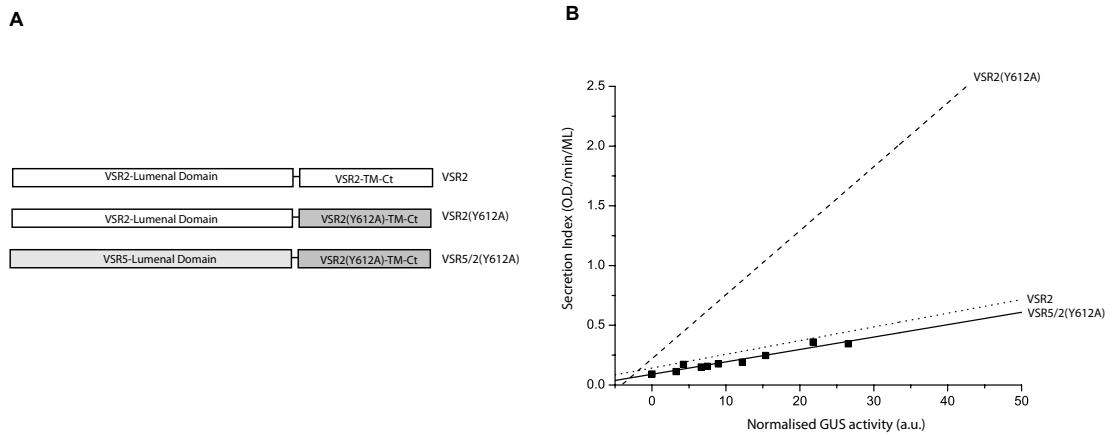 A
VSR2-Lumenal Domain VSR2-TM-Ct VSR2
VSR2-Lumenal Domain VSR2(Y612A)-TM-Ct VSR2(Y612A)
VSR5-Lumenal Domain VSR2(Y612A)-TM-Ct VSR5/2(Y612A)
B
Secretion Index (O.D./min/ML)
2.5
2.0
1.5
1.0
0.5
0.0
VSR2(Y612A)
VSR2
VSR5/2(Y612A)
0 10 20 30 40 50
Normalised GUS activity (a.u.)